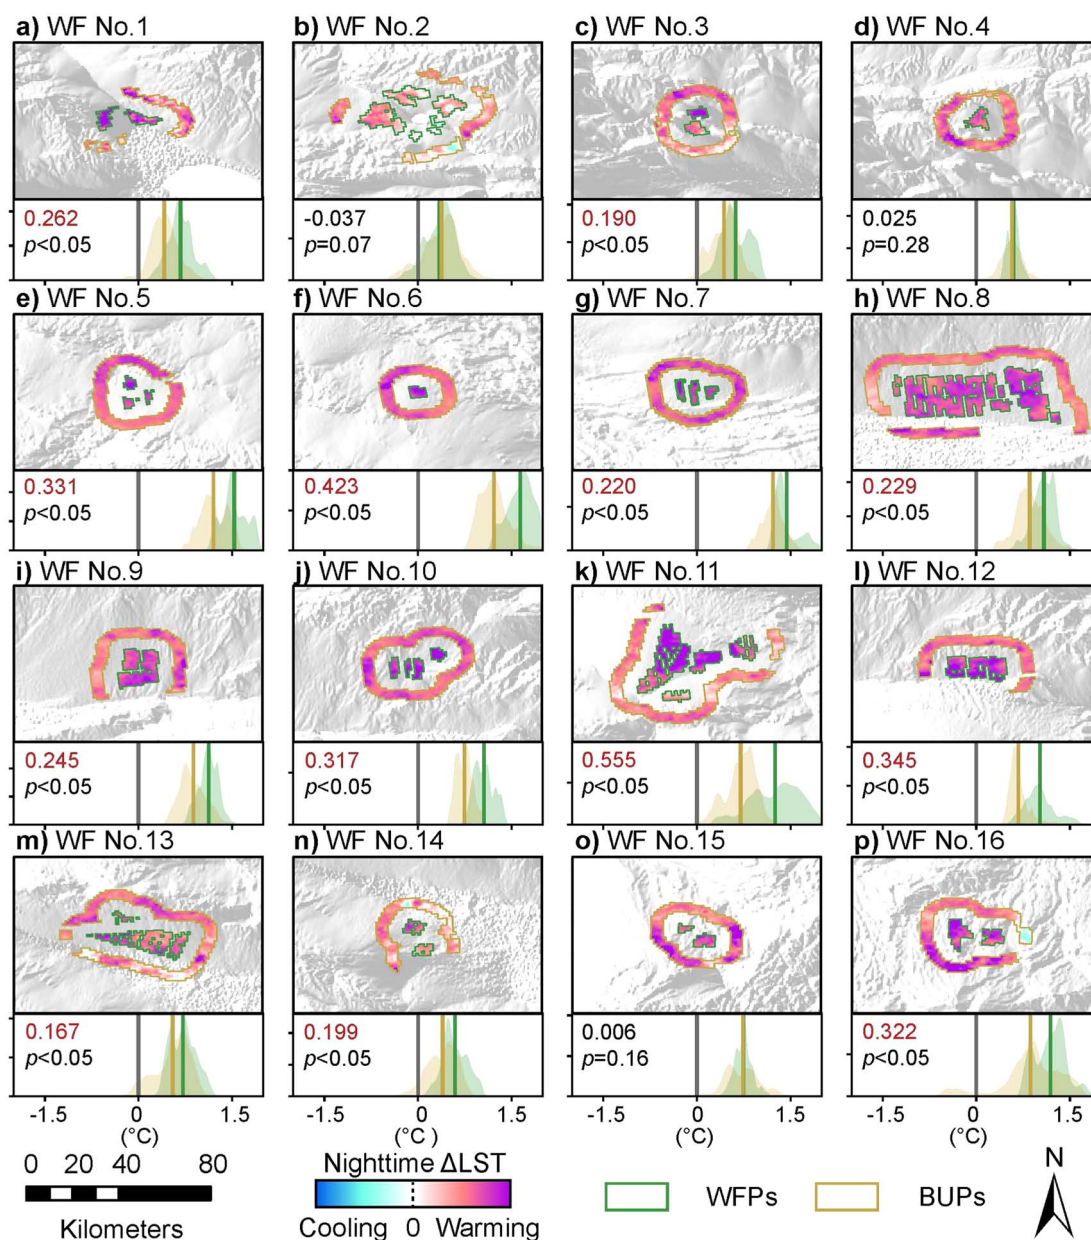 a) WF No.1
b) WF No.2
c) WF No.3
d) WF No.4
0.262
p<0.05
-0.037
p=0.07
0.190
p<0.05
0.025
p=0.28
e) WF No.5
f) WF No.6
g) WF No.7
h) WF No.8
0.331
p<0.05
0.423
p<0.05
0.220
p<0.05
0.229
p<0.05
i) WF No.9
j) WF No.10
k) WF No.11
l) WF No.12
0.245
p<0.05
0.317
p<0.05
0.555
p<0.05
0.345
p<0.05
m) WF No.13
n) WF No.14
o) WF No.15
p) WF No.16
0.167
p<0.05
0.199
p<0.05
0.006
p=0.16
0.322
p<0.05
-1.5 0 1.5
(°C)
-1.5 0 1.5
(°C)
-1.5 0 1.5
(°C)
-1.5 0 1.5
(°C)
0 20 40 80
Kilometers
Nighttime ΔLST
Cooling 0 Warming
WFPs
BUPs
N